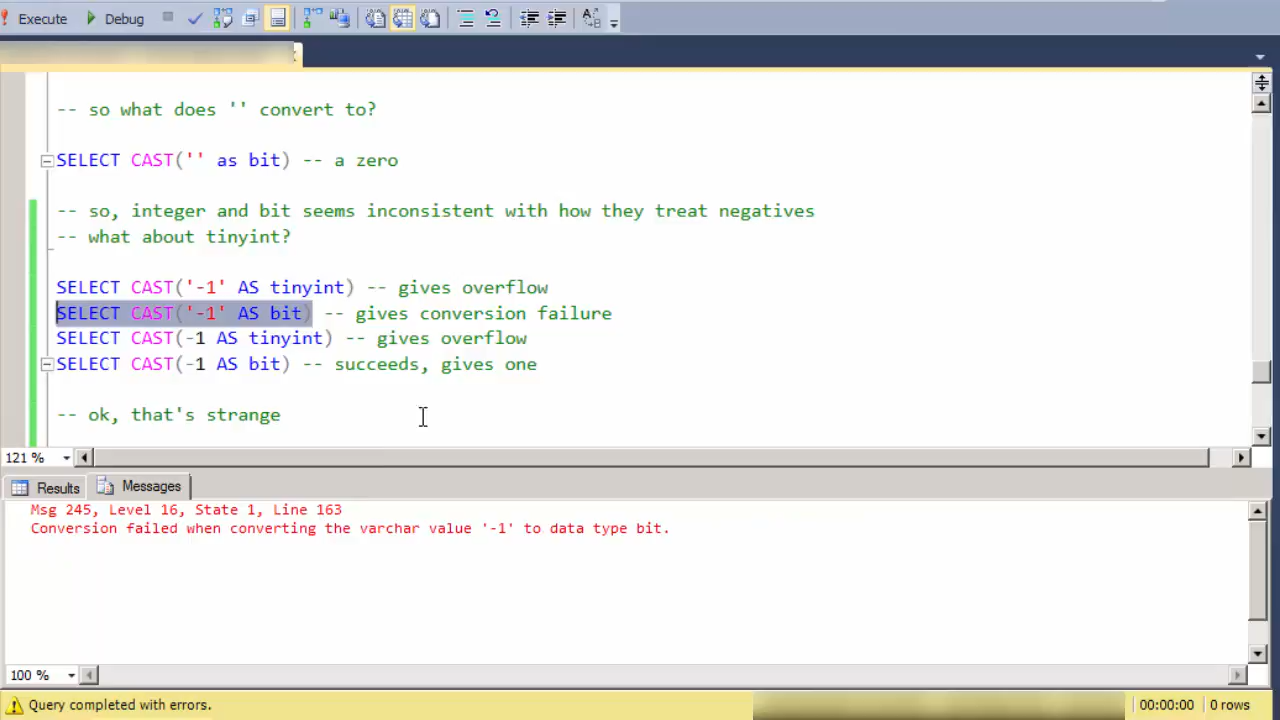 Execute Debug
-- so what does '' convert to?
SELECT CAST('' as bit) -- a zero
-- so, integer and bit seems inconsistent with how they treat negatives
-- what about tinyint?
SELECT CAST('-1' AS tinyint) -- gives overflow
SELECT CAST('-1' AS bit) -- gives conversion failure
SELECT CAST(-1 AS tinyint) -- gives overflow
SELECT CAST(-1 AS bit) -- succeeds, gives one
-- ok, that's strange
121 %
Results Messages
Msg 245, Level 16, State 1, Line 163
Conversion failed when converting the varchar value '-1' to data type bit.
100 %
Query completed with errors. 00:00:00 0 rows